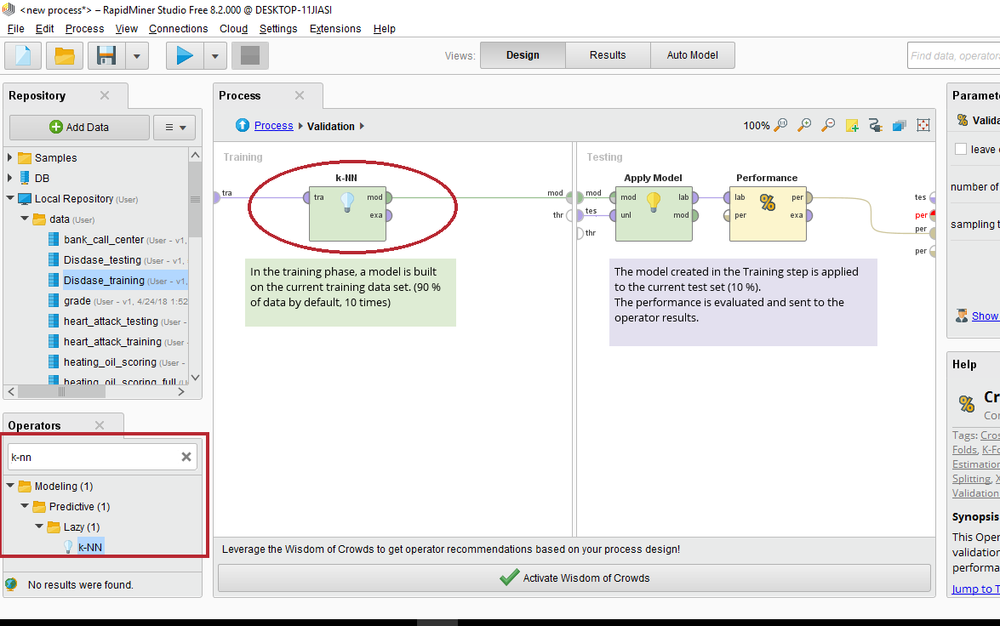 <new process*> – RapidMiner Studio Free 8.2.000 @ DESKTOP-11JIASI
File Edit Process View Connections Cloud Settings Extensions Help
Views: Design Results Auto Model Find data, operator
Repository
Add Data
Samples
DB
Local Repository (User)
data (User)
bank_call_center (User - v1,
Disdase_testing (User - v1,
Disdase_training (User - v1,
grade (User - v1, 4/24/18 1:52
heart_attack_testing (User -
heart_attack_training (User
heating_oil_scoring (User -
heating_oil_scoring_full (U
Operators
k-nn
Modeling (1)
Predictive (1)
Lazy (1)
k-NN
No results were found.
Process
Process Validation
100%
Training
k-NN
tra tra mod mod
exa thr
In the training phase, a model is built
on the current training data set. (90 %
of data by default, 10 times)
Testing
Apply Model Performance
mod mod lab lab per tes
tes unl mod per exa per
thr per
per
The model created in the Training step is applied
to the current test set (10 %).
The performance is evaluated and sent to the
operator results.
Leverage the Wisdom of Crowds to get operator recommendations based on your process design!
Activate Wisdom of Crowds
Paramete
Valida
leave
number of
sampling t
Show
Help
Cr
Con
Tags: Cros
Folds, K-Fo
Estimation
Splitting, X
Validation
Synopsis
This Oper
validation
performa
Jump to T